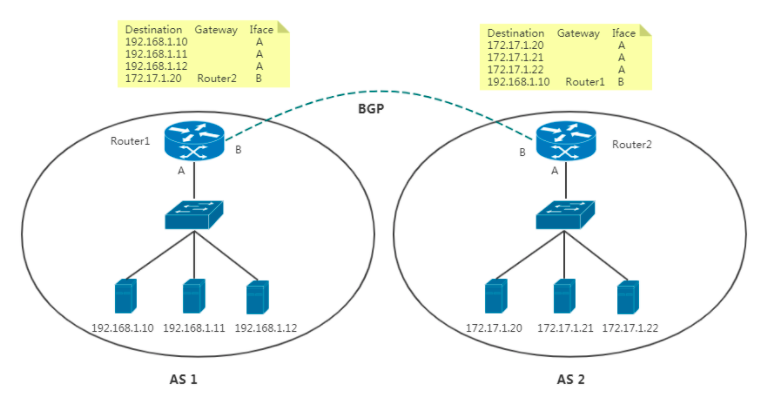 Destination Gateway Iface
192.168.1.10 A
192.168.1.11 A
192.168.1.12 A
172.17.1.20 Router2 B
Destination Gateway Iface
172.17.1.20 A
172.17.1.21 A
172.17.1.22 A
192.168.1.10 Router1 B
BGP
Router1
B
A
B
Router2
A
192.168.1.10 192.168.1.11 192.168.1.12
172.17.1.20 172.17.1.21 172.17.1.22
AS 1
AS 2